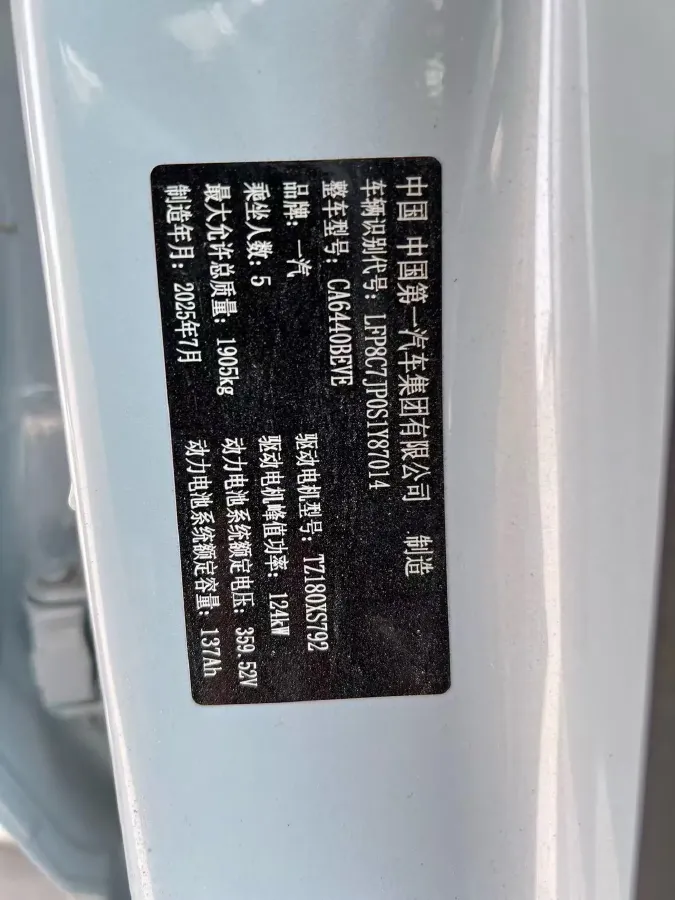 中国 中国第一汽车集团有限公司 制造
车辆识别代号: LFP8C7JP0S1Y87014
整车型号: CA6440BEVE
驱动电机型号: TZ180XS792
品牌: 一汽
驱动电机峰值功率: 124kW
乘坐人数: 5
动力电池系统额定电压: 359.52V
最大允许总质量: 1905kg
动力电池系统额定容量: 137Ah
制造年月: 2025年7月